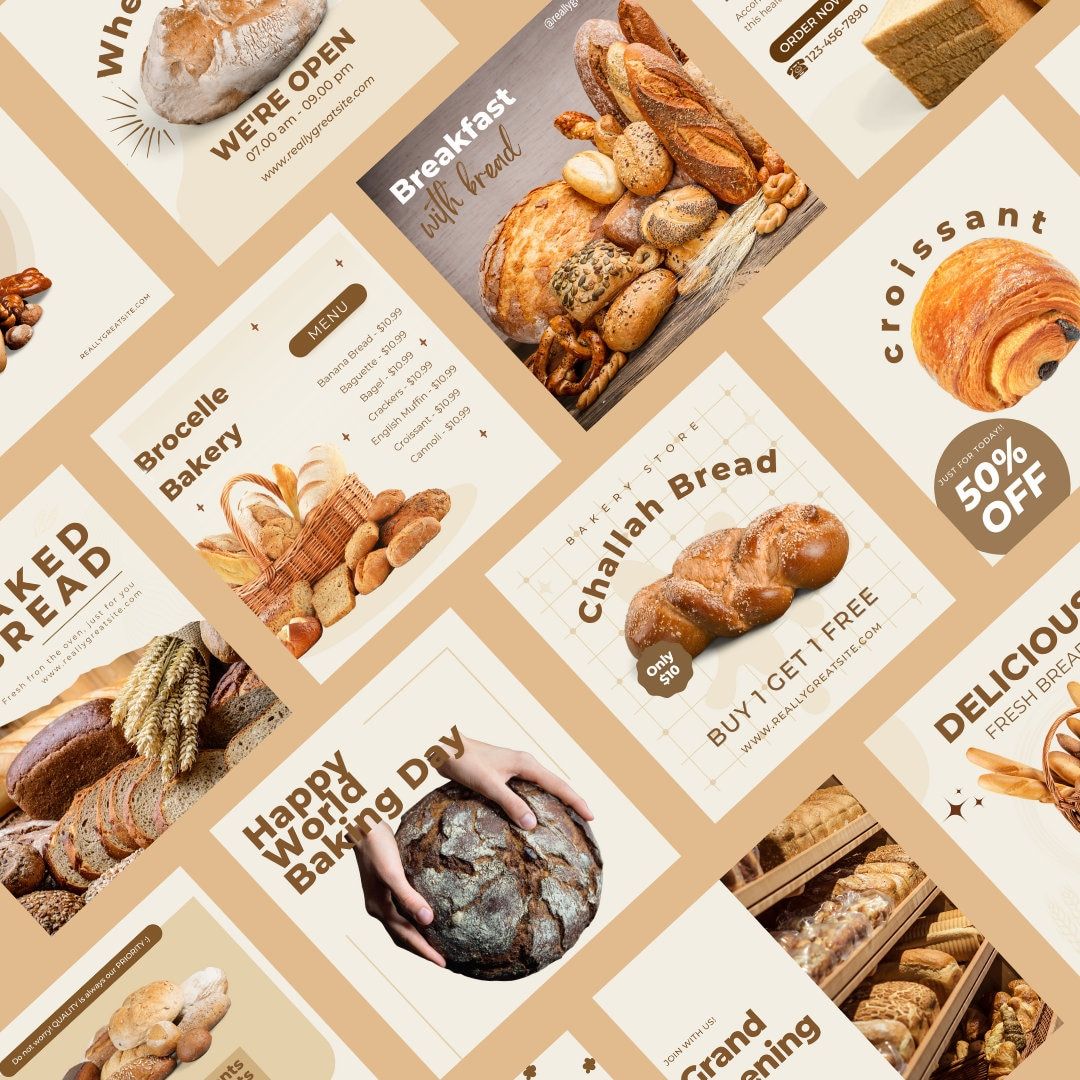 Whe
WE'RE OPEN
07.00 am - 09.00 pm
www.reallygreatsite.com
Breakfast
with bread
ORDER NOW
123-456-7890
REALLYGREATSITE.COM
Brocelle
Bakery
MENU
Banana Bread - $10.99
Baguette - $10.99
Bagel - $10.99
Crackers - $10.99
English Muffin - $10.99
Croissant - $10.99
Cannoli - $10.99
croissant
JUST FOR TODAY!!
50%
OFF
BAKERY STORE
Challah Bread
Only
$10
BUY 1 GET 1 FREE
WWW.REALLYGREATSITE.COM
AKED
READ
Fresh fron the oven, just for you
www.reallygreatsite.com
Happy
World
Baking Day
DELICIOUS
FRESH BREAD
Do not worry! QUALITY is always our PRIORITY :)
JOIN WITH US!
Grand
ening